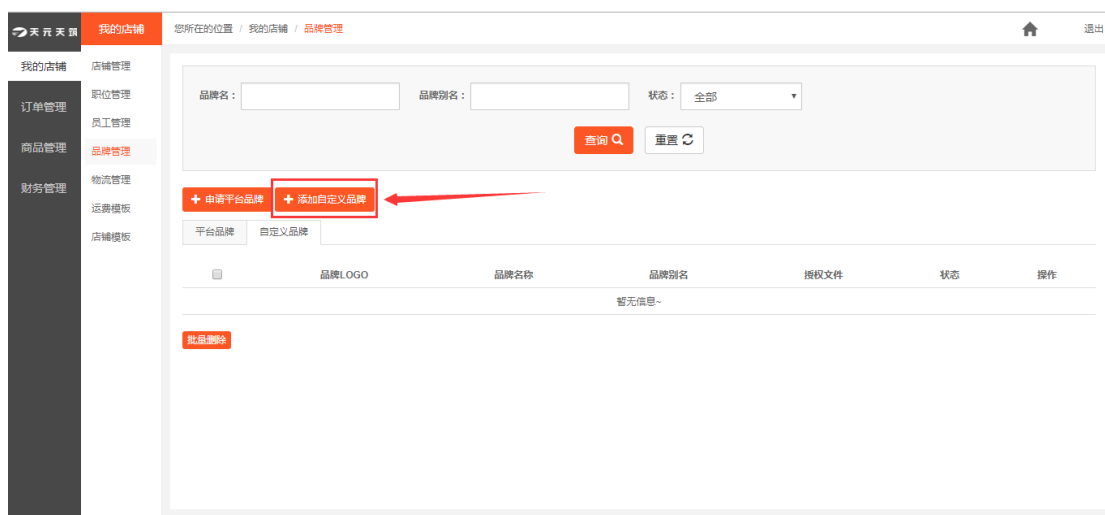 天元天筑 我的店铺 您所在的位置 / 我的店铺 / 品牌管理 退出
我的店铺
订单管理
商品管理
财务管理
店铺管理
职位管理
员工管理
品牌管理
物流管理
运费模板
店铺模板
品牌名： 品牌别名： 状态： 全部
查询 重置
申请平台品牌 添加自定义品牌
平台品牌 自定义品牌
品牌LOGO 品牌名称 品牌别名 授权文件 状态 操作
暂无信息~
批量删除